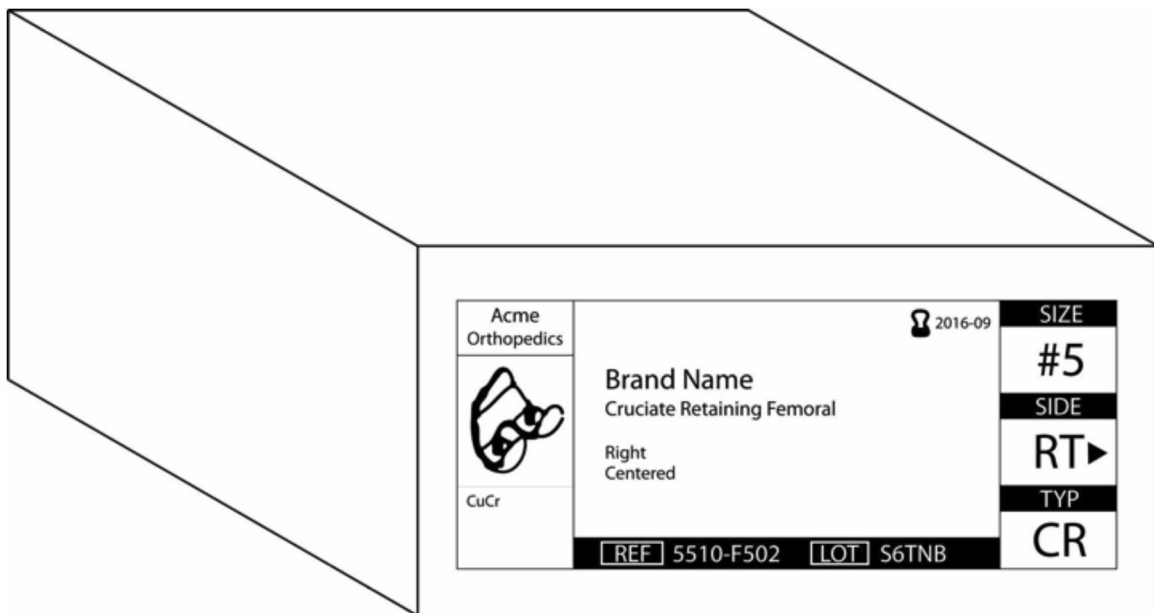 Acme
Orthopedics
CuCr
2016-09
Brand Name
Cruciate Retaining Femoral
Right
Centered
REF 5510-F502 LOT S6TNB
SIZE
#5
SIDE
RT▶
TYP
CR